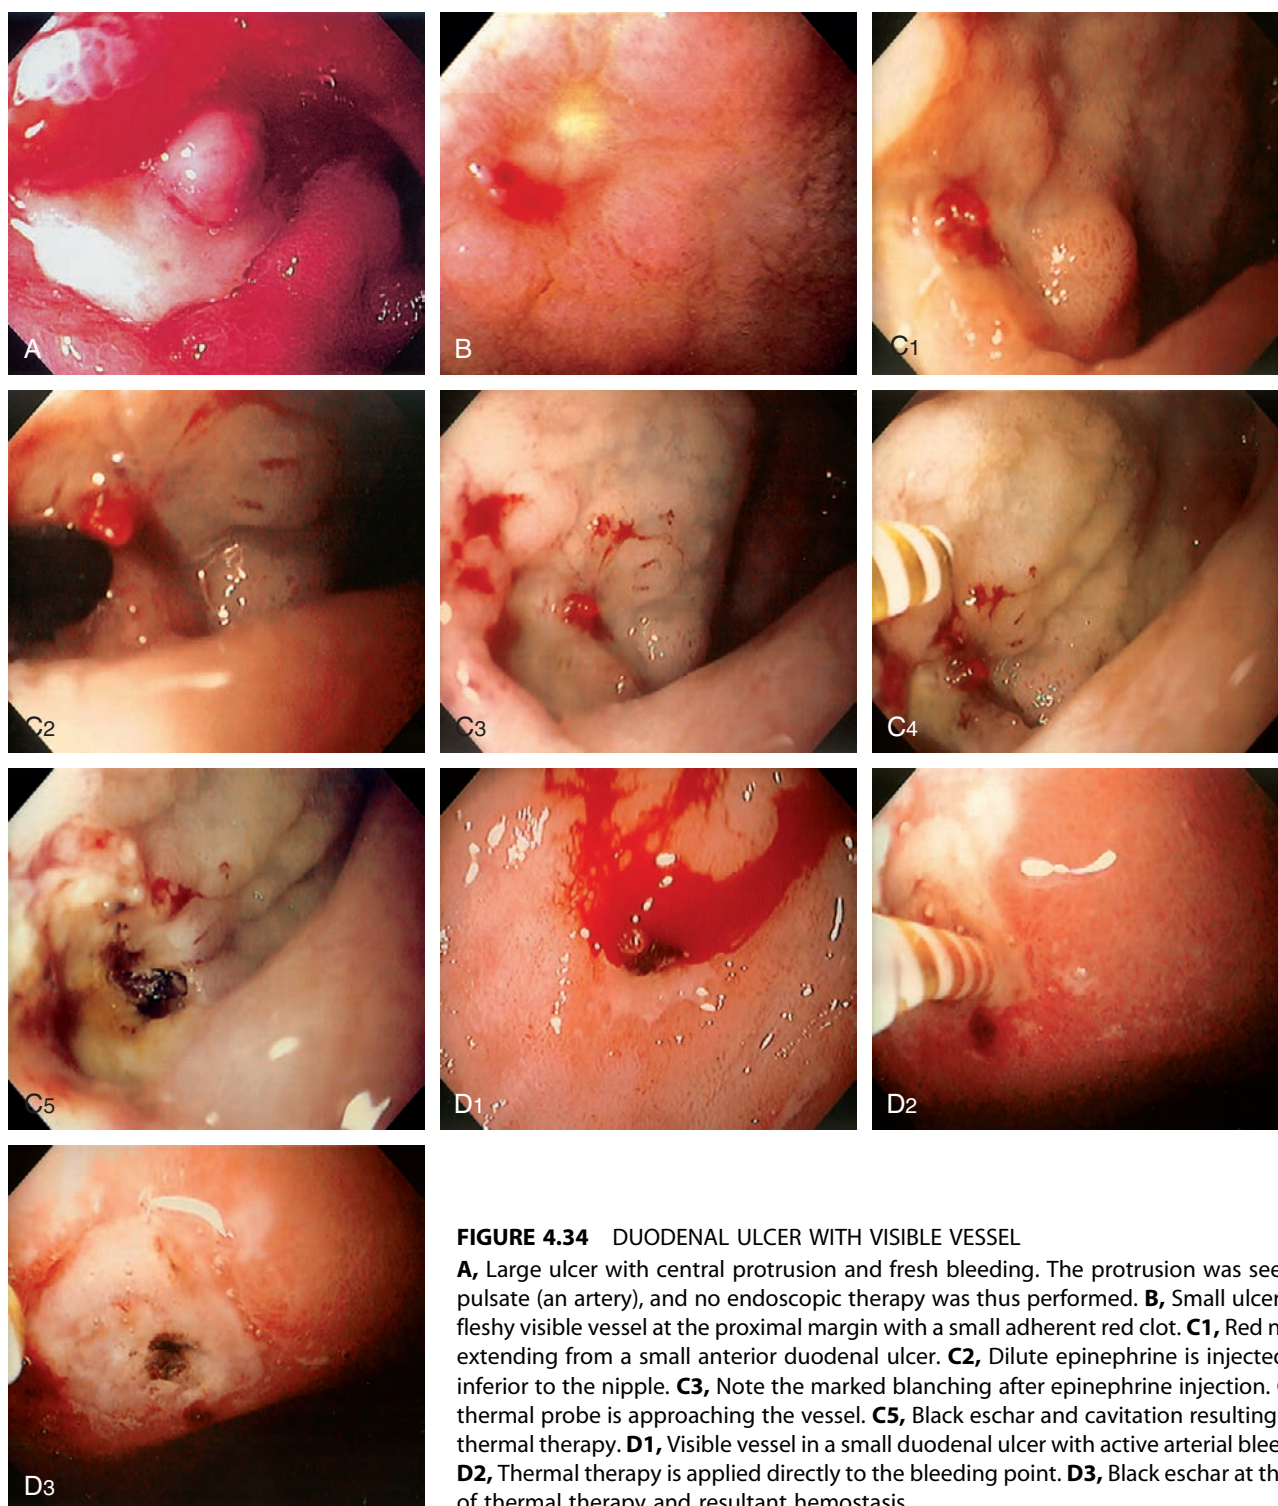 A
B
C1
C2
C3
C4
C5
D1
D2
D3
FIGURE 4.34 DUODENAL ULCER WITH VISIBLE VESSEL
A, Large ulcer with central protrusion and fresh bleeding. The protrusion was see
pulsate (an artery), and no endoscopic therapy was thus performed. B, Small ulcer
fleshy visible vessel at the proximal margin with a small adherent red clot. C1, Red n
extending from a small anterior duodenal ulcer. C2, Dilute epinephrine is injected
inferior to the nipple. C3, Note the marked blanching after epinephrine injection.
thermal probe is approaching the vessel. C5, Black eschar and cavitation resulting
thermal therapy. D1, Visible vessel in a small duodenal ulcer with active arterial blee
D2, Thermal therapy is applied directly to the bleeding point. D3, Black eschar at th
of thermal therapy and resultant hemostasis.